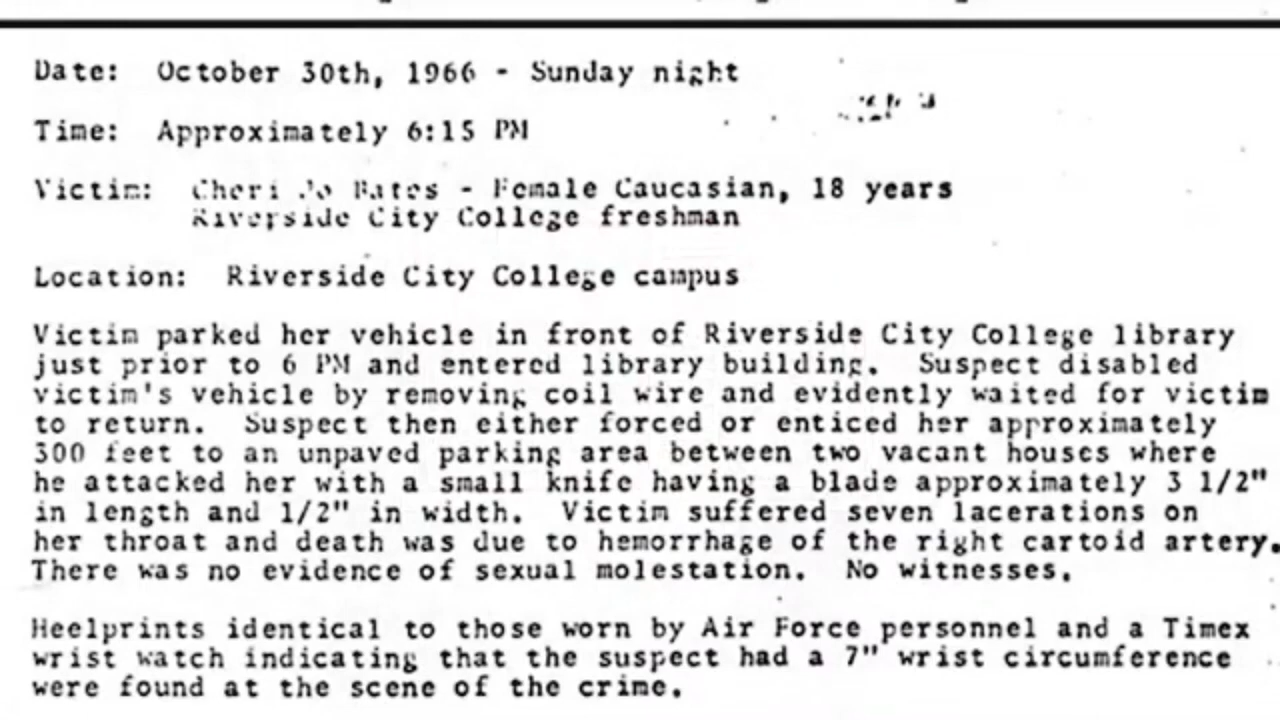 Date: October 30th, 1966 - Sunday night
Time: Approximately 6:15 PM
Victim: Cheri Jo Bates - Female Caucasian, 18 years
Riverside City College freshman
Location: Riverside City College campus
Victim parked her vehicle in front of Riverside City College library
just prior to 6 PM and entered library building. Suspect disabled
victim's vehicle by removing coil wire and evidently waited for victim
to return. Suspect then either forced or enticed her approximately
300 feet to an unpaved parking area between two vacant houses where
he attacked her with a small knife having a blade approximately 3 1/2"
in length and 1/2" in width. Victim suffered seven lacerations on
her throat and death was due to hemorrhage of the right cartoid artery.
There was no evidence of sexual molestation. No witnesses.
Heelprints identical to those worn by Air Force personnel and a Timex
wrist watch indicating that the suspect had a 7" wrist circumference
were found at the scene of the crime.